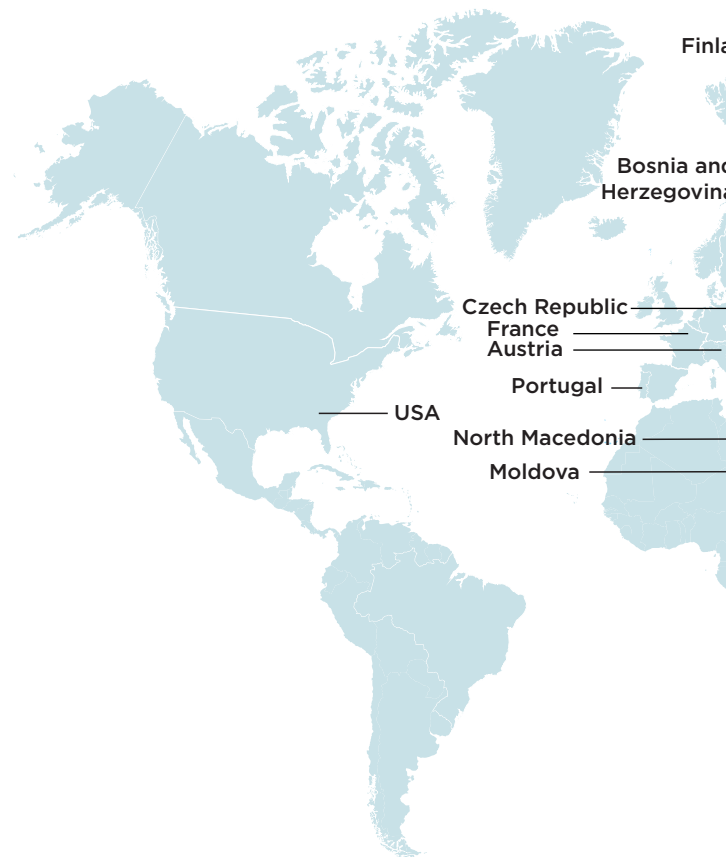 Finla
Bosnia and
Herzegovina
Czech Republic
France
Austria
Portugal
USA
North Macedonia
Moldova